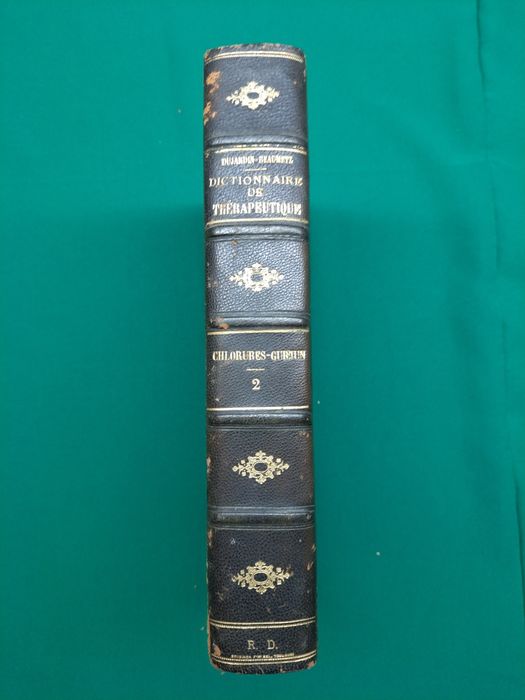 DUJARDIN-BEAUMETZ
DICTIONNAIRE
DE
THÉRAPEUTIQUE
CHLORURES-GURJUN
2
R. D.